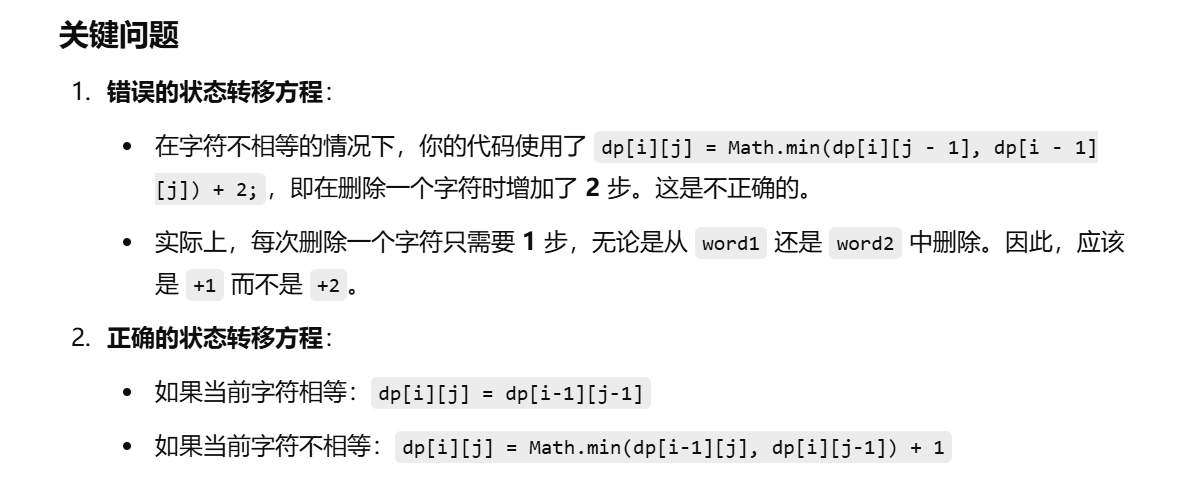 关键问题
1. 错误的状态转移方程：
• 在字符不相等的情况下，你的代码使用了 dp[i][j] = Math.min(dp[i][j - 1], dp[i - 1]
[j]) + 2; ，即在删除一个字符时增加了 2 步。这是不正确的。
• 实际上，每次删除一个字符只需要 1 步，无论是从 word1 还是 word2 中删除。因此，应该
是 +1 而不是 +2 。
2. 正确的状态转移方程：
• 如果当前字符相等： dp[i][j] = dp[i-1][j-1]
• 如果当前字符不相等： dp[i][j] = Math.min(dp[i-1][j], dp[i][j-1]) + 1